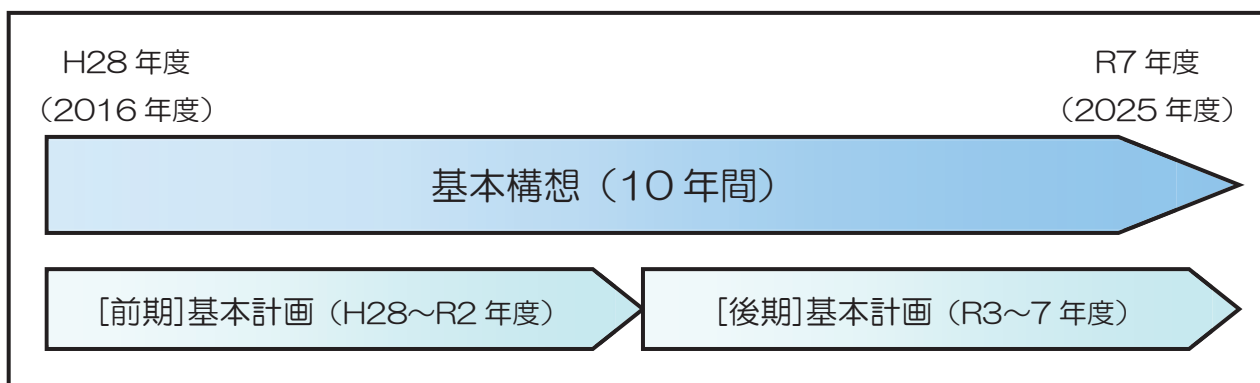 H28 年度
（2016 年度）
R7 年度
（2025 年度）
基本構想（10 年間）
[前期]基本計画（H28～R2 年度）
[後期]基本計画（R3～7 年度）